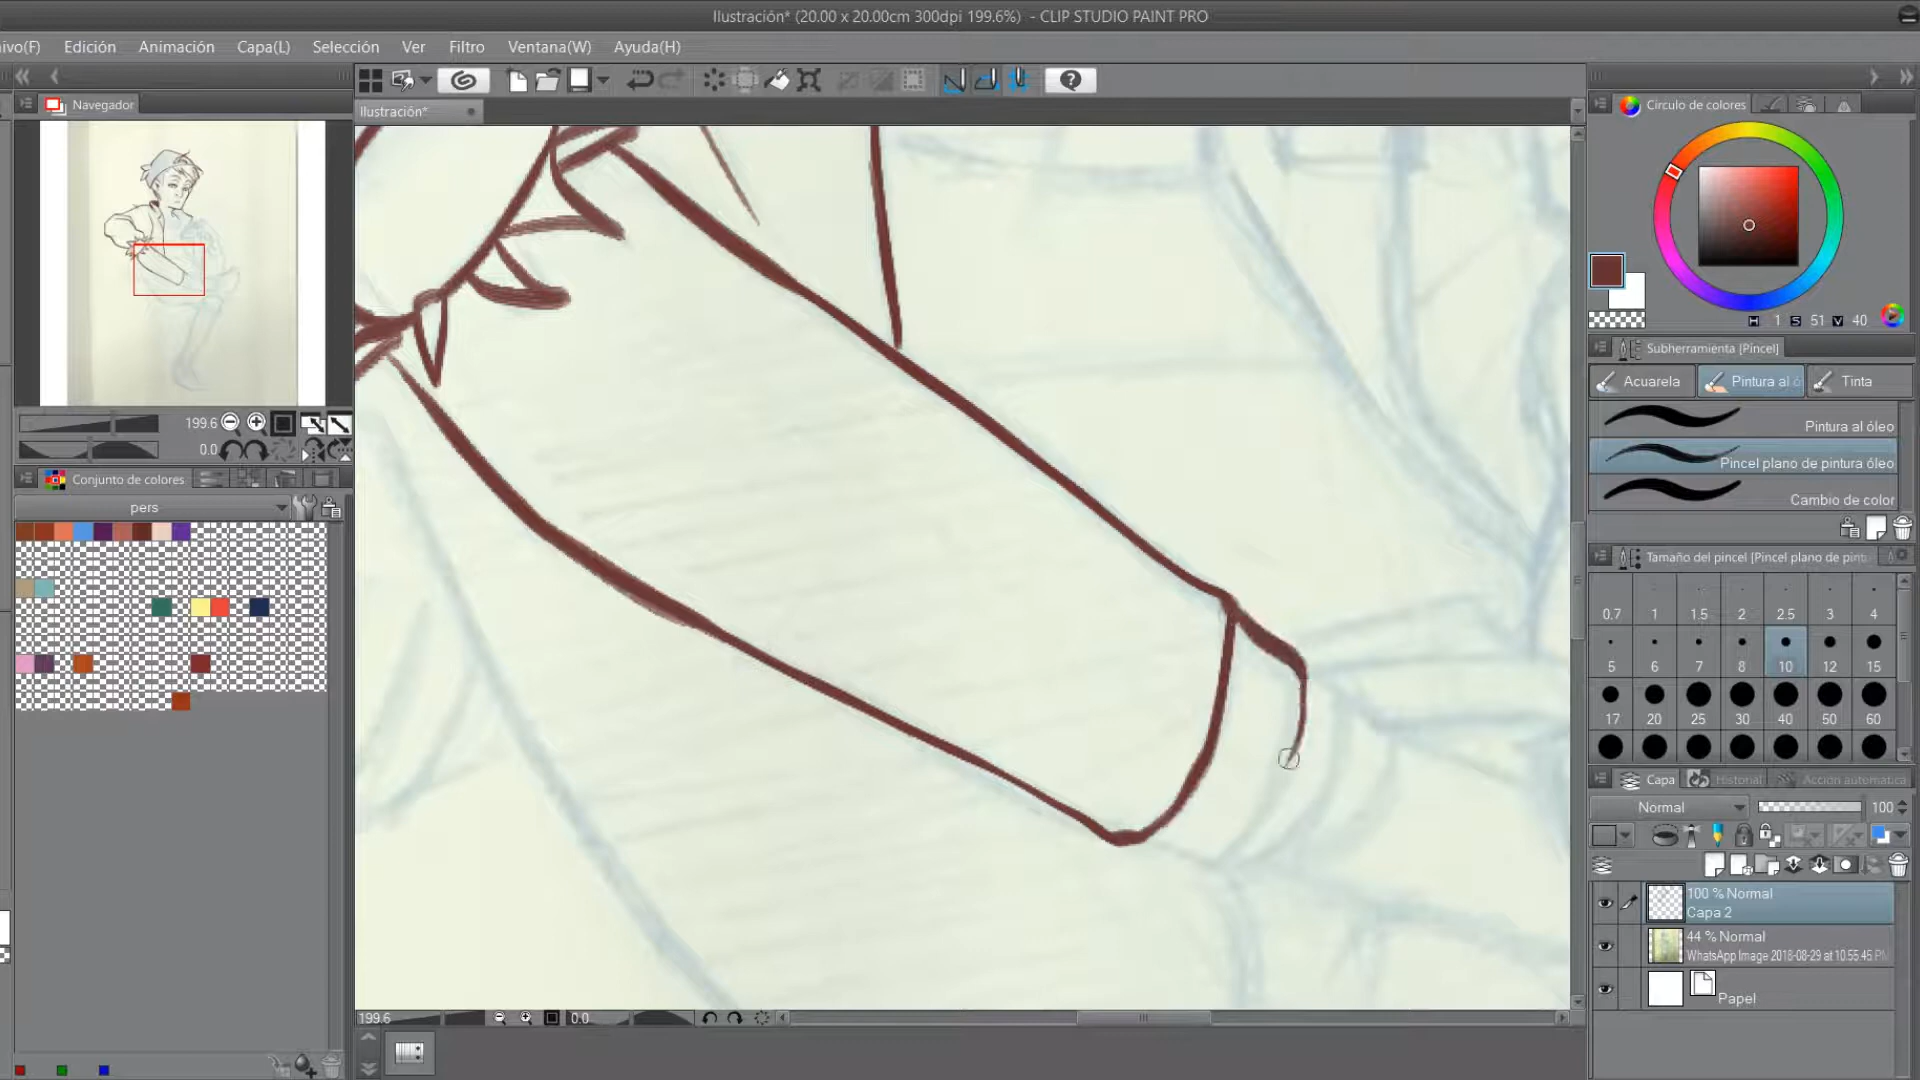 Ilustración* (20.00 x 20.00cm 300dpi 199.6%) - CLIP STUDIO PAINT PRO
ivo(F) Edición Animación Capa(L) Selección Ver Filtro Ventana(W) Ayuda(H)
Navegador
Ilustración*
Círculo de colores
199.6
0.0
H 1 S 51 V 40
Subherramienta [Pincel]
Acuarela Pintura al ó Tinta
Pintura al óleo
Pincel plano de pintura óleo
Cambio de color
Conjunto de colores
pers
Tamaño del pincel [Pincel plano de pint
0.7 1 1.5 2 2.5 3 4
5 6 7 8 10 12 15
17 20 25 30 40 50 60
Capa Historial Acción automática
Normal 100
100 % Normal
Capa 2
44 % Normal
WhatsApp Image 2018-08-29 at 10.55.45 PM
Papel
199.6 0.0